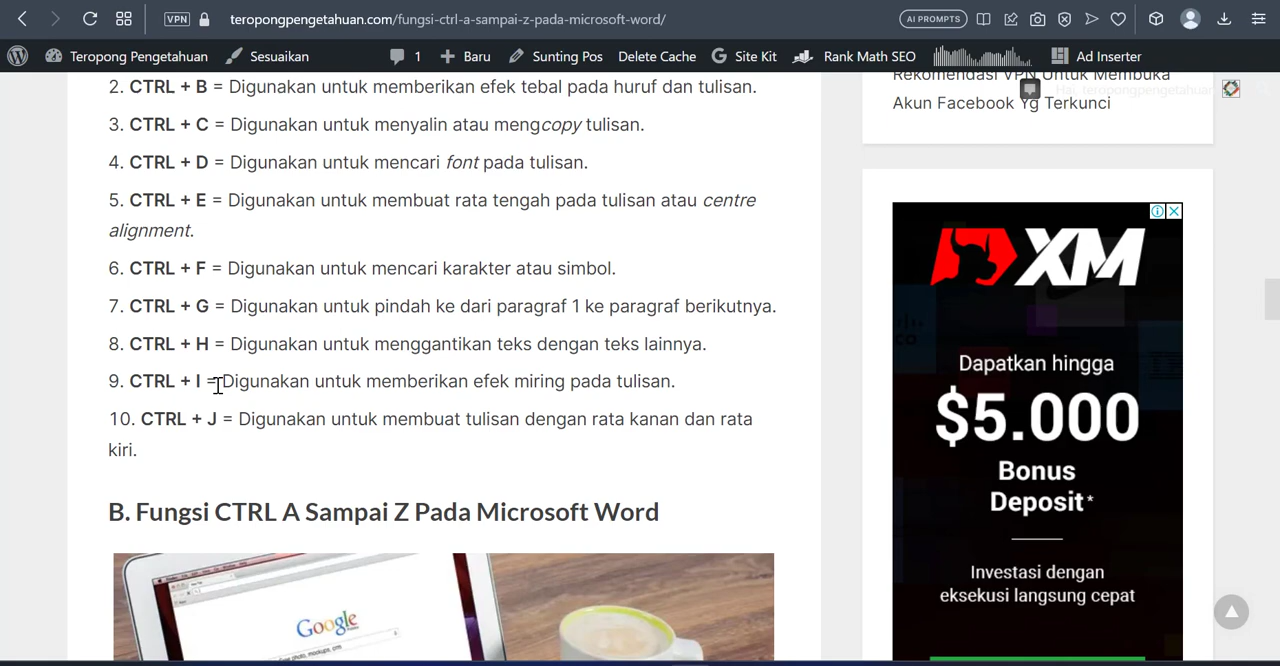 VPN
teropongpengetahuan.com/fungsi-ctrl-a-sampai-z-pada-microsoft-word/
AI PROMPTS
Teropong Pengetahuan
Sesuaikan
1
Baru
Sunting Pos
Delete Cache
Site Kit
Rank Math SEO
Ad Inserter
2. CTRL + B = Digunakan untuk memberikan efek tebal pada huruf dan tulisan.
3. CTRL + C = Digunakan untuk menyalin atau mengcopy tulisan.
4. CTRL + D = Digunakan untuk mencari font pada tulisan.
5. CTRL + E = Digunakan untuk membuat rata tengah pada tulisan atau centre
alignment.
6. CTRL + F = Digunakan untuk mencari karakter atau simbol.
7. CTRL + G = Digunakan untuk pindah ke dari paragraf 1 ke paragraf berikutnya.
8. CTRL + H = Digunakan untuk menggantikan teks dengan teks lainnya.
9. CTRL + I = Digunakan untuk memberikan efek miring pada tulisan.
10. CTRL + J = Digunakan untuk membuat tulisan dengan rata kanan dan rata
kiri.
B. Fungsi CTRL A Sampai Z Pada Microsoft Word
Google
Rekomendasi VPN Untuk Membuka
Hai, teropongpengetahuan
Akun Facebook Yg Terkunci
XM
Dapatkan hingga
$5.000
Bonus
Deposit*
Investasi dengan
eksekusi langsung cepat